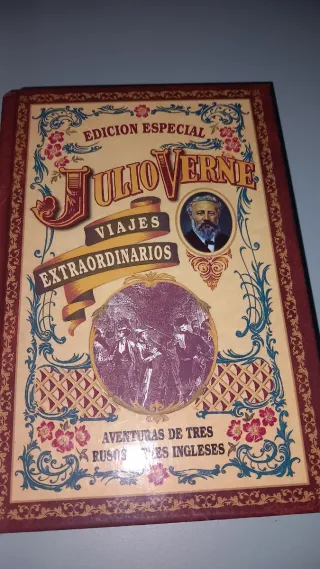 EDICION ESPECIAL
JULIO VERNE
VIAJES
EXTRAORDINARIOS
AVENTURAS DE TRES
RUSOS TRES INGLESES